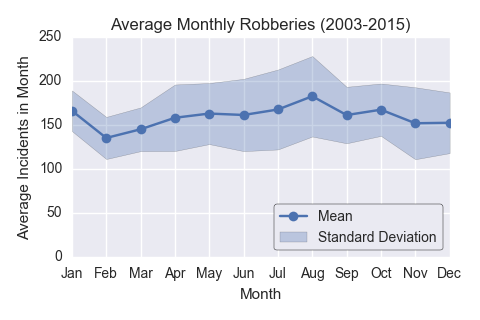 Average Monthly Robberies (2003-2015)
Average Incidents in Month
250
200
150
100
50
0
Mean
Standard Deviation
Jan Feb Mar Apr May Jun Jul Aug Sep Oct Nov Dec
Month